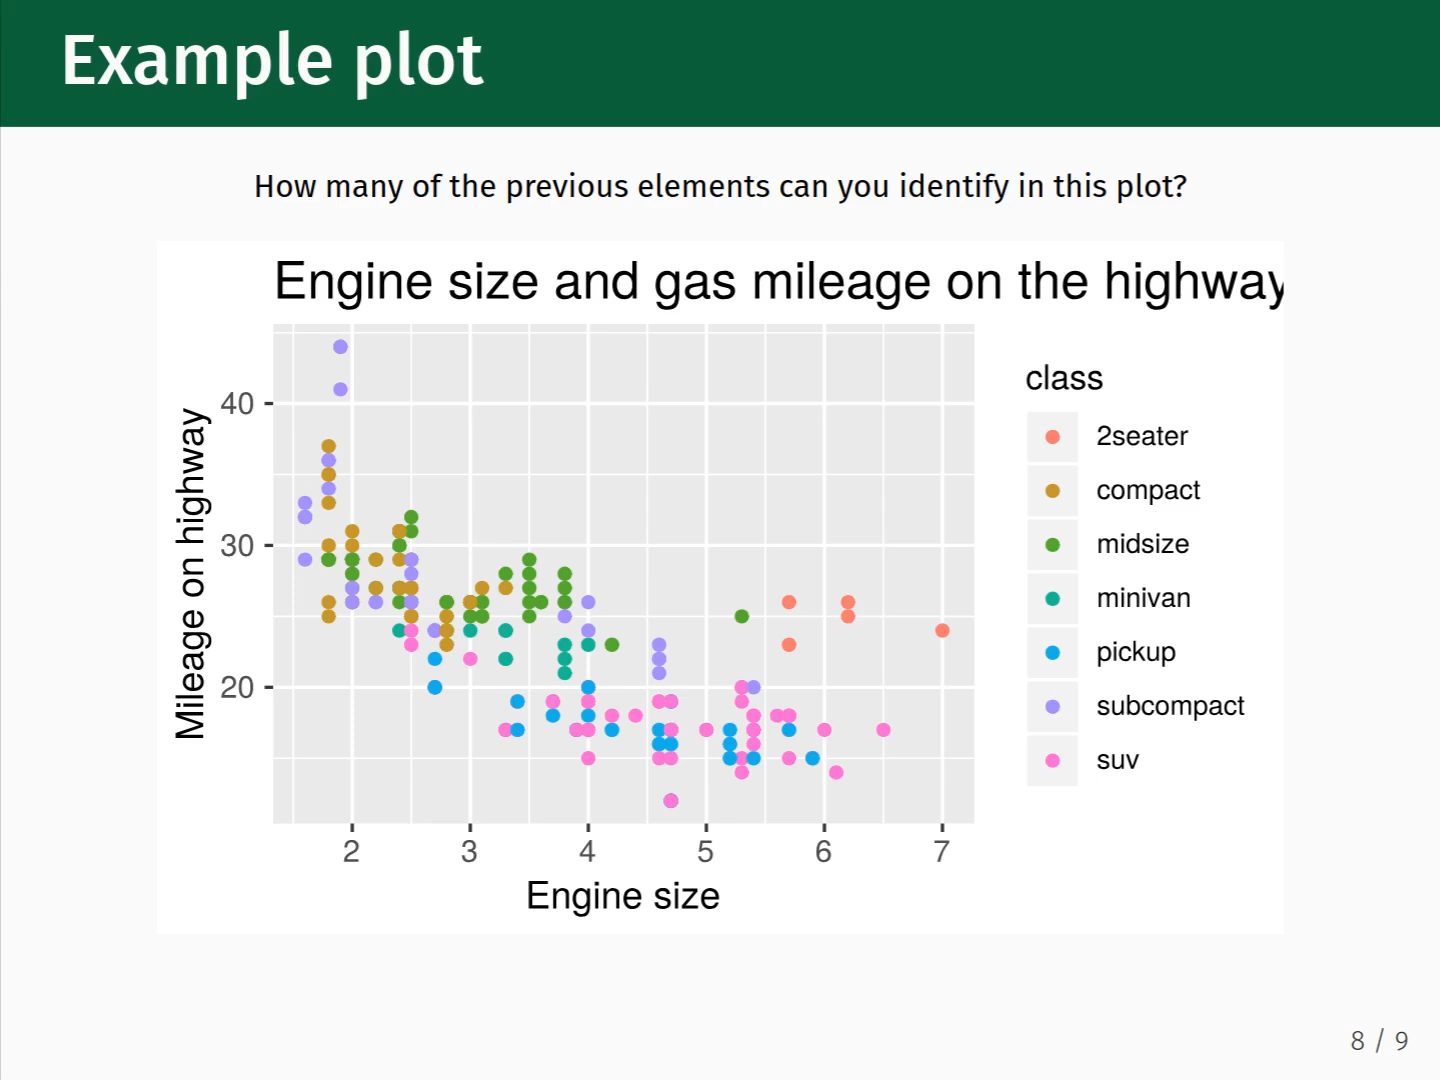 Example plot
How many of the previous elements can you identify in this plot?
Engine size and gas mileage on the highway
class
2seater
compact
midsize
minivan
pickup
subcompact
suv
Mileage on highway
40
30
20
2 3 4 5 6 7
Engine size
8 / 9